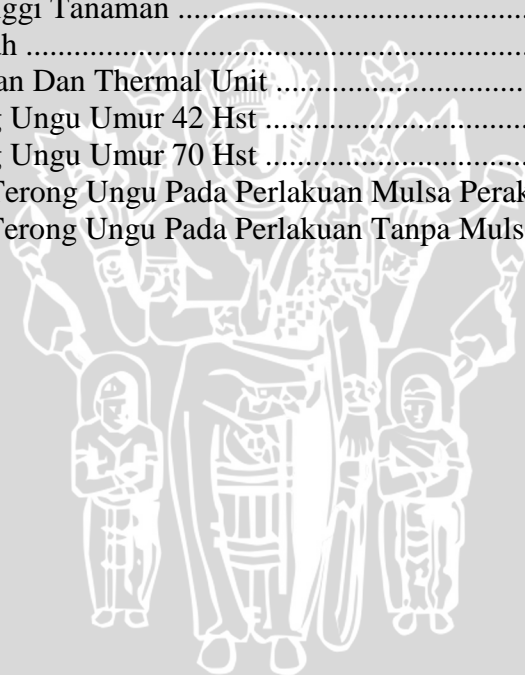 ggi Tanaman ................................................
ah ...............................................................
an Dan Thermal Unit ................................
g Ungu Umur 42 Hst ..................................
g Ungu Umur 70 Hst ..................................
Terong Ungu Pada Perlakuan Mulsa Perak
Terong Ungu Pada Perlakuan Tanpa Muls